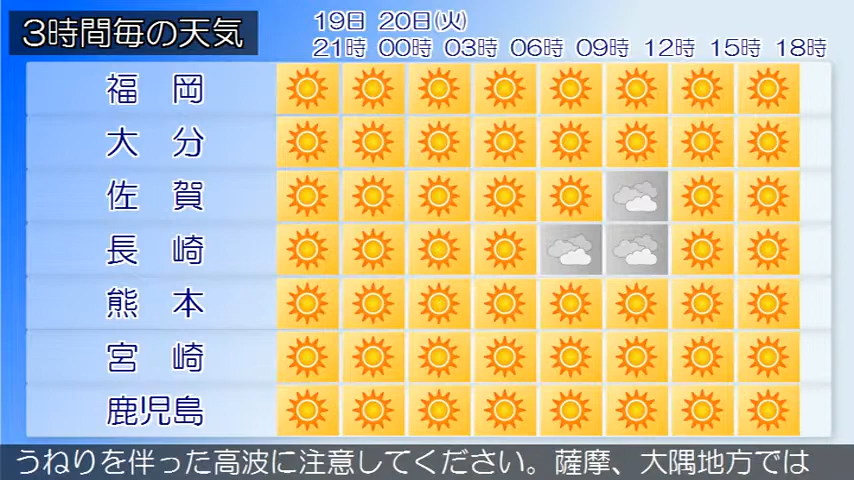 3時間毎の天気
19日 20日(火)
21時 00時 03時 06時 09時 12時 15時 18時
福岡
大分
佐賀
長崎
熊本
宮崎
鹿児島
うねりを伴った高波に注意してください。薩摩、大隅地方では